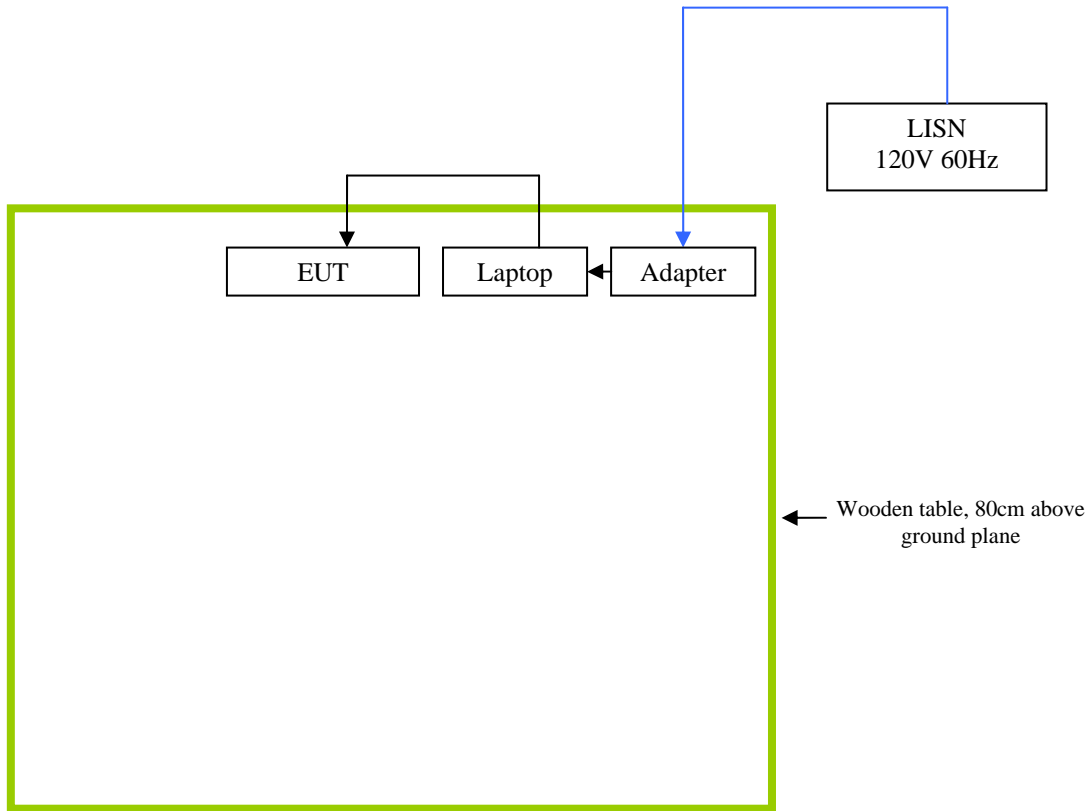 LISN
120V 60Hz
EUT
Laptop
Adapter
Wooden table, 80cm above
ground plane